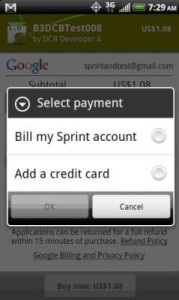 3G
7:29 AM
B3DCBTest008
US$1.08
by DCB Developer 4
Google sprintandtest@gmail.com
Subtotal US$1.08
Select payment
Bill my Sprint account
Add a credit card
OK
Cancel
Applications can be returned for a full refund
within 15 minutes of purchase. Refund Policy
Google Billing and Privacy Policy
Buy now: US$1.08